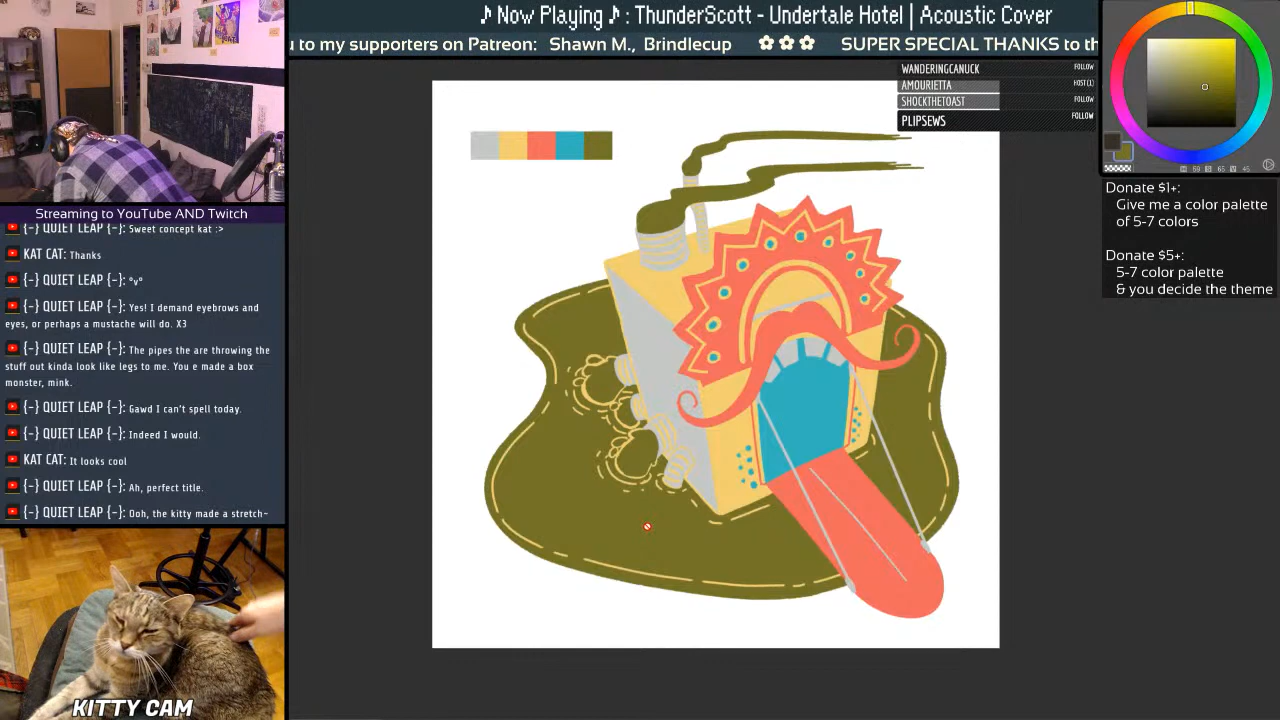 ♪ Now Playing ♪ : ThunderScott - Undertale Hotel | Acoustic Cover
u to my supporters on Patreon: Shawn M., Brindlecup ✿ ✿ ✿ SUPER SPECIAL THANKS to th
WANDERINGCANUCK FOLLOW
AMOURIETTA HOST(1)
SHOCKTHETOAST FOLLOW
PLIPSEWS FOLLOW
Donate $1+:
Give me a color palette
of 5-7 colors
Donate $5+:
5-7 color palette
& you decide the theme
Streaming to YouTube AND Twitch
{-} QUIET LEAP {-}: Sweet concept kat :>
KAT CAT: Thanks
{-} QUIET LEAP {-}: °v°
{-} QUIET LEAP {-}: Yes! I demand eyebrows and
eyes, or perhaps a mustache will do. X3
{-} QUIET LEAP {-}: The pipes the are throwing the
stuff out kinda look like legs to me. You e made a box
monster, mink.
{-} QUIET LEAP {-}: Gawd I can't spell today.
{-} QUIET LEAP {-}: Indeed I would.
KAT CAT: It looks cool
{-} QUIET LEAP {-}: Ah, perfect title.
{-} QUIET LEAP {-}: Ooh, the kitty made a stretch~
KITTY CAM